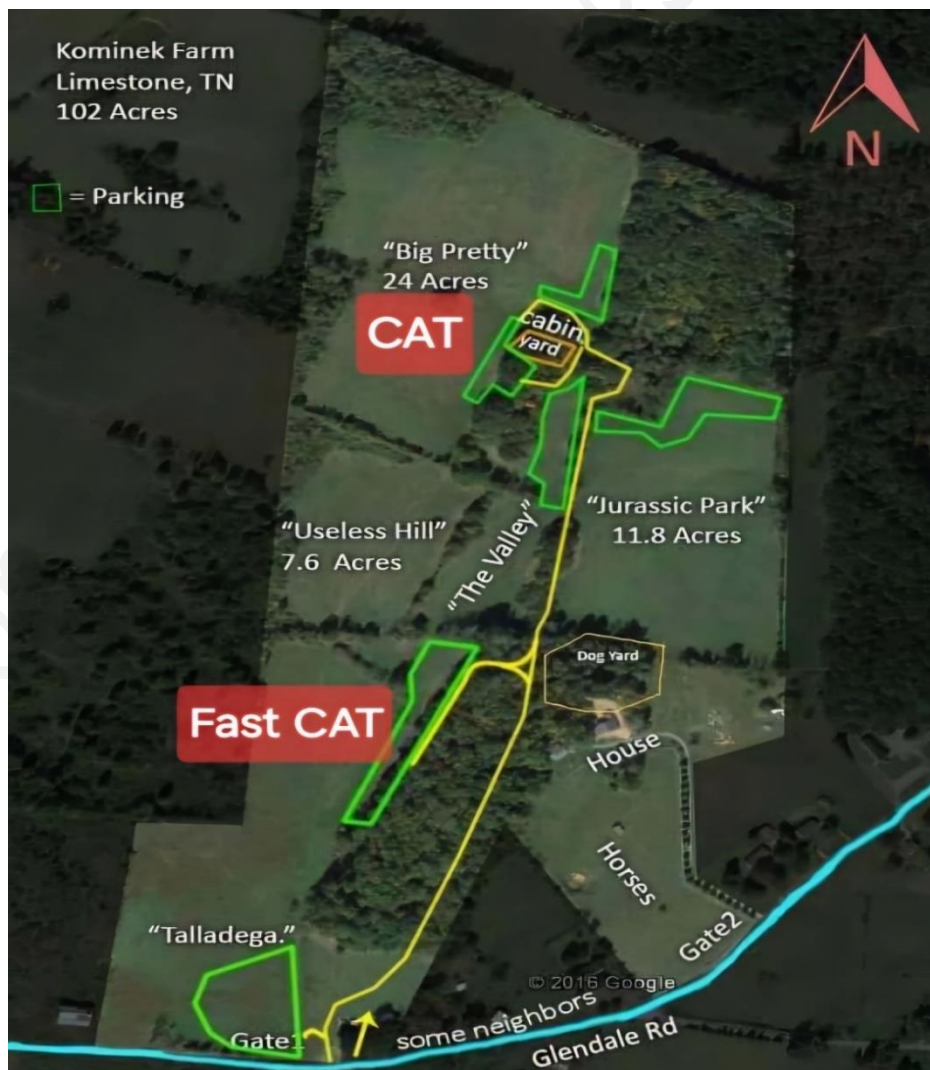 Kominek Farm
Limestone, TN
102 Acres
N
= Parking
“Big Pretty”
24 Acres
CAT
cabin
yard
“Jurassic Park”
11.8 Acres
“Useless Hill”
7.6 Acres
“The Valley”
Dog Yard
Fast CAT
House
Horses
Gate2
“Talladega.”
© 2016 Google
Gate1
some neighbors
Glendale Rd